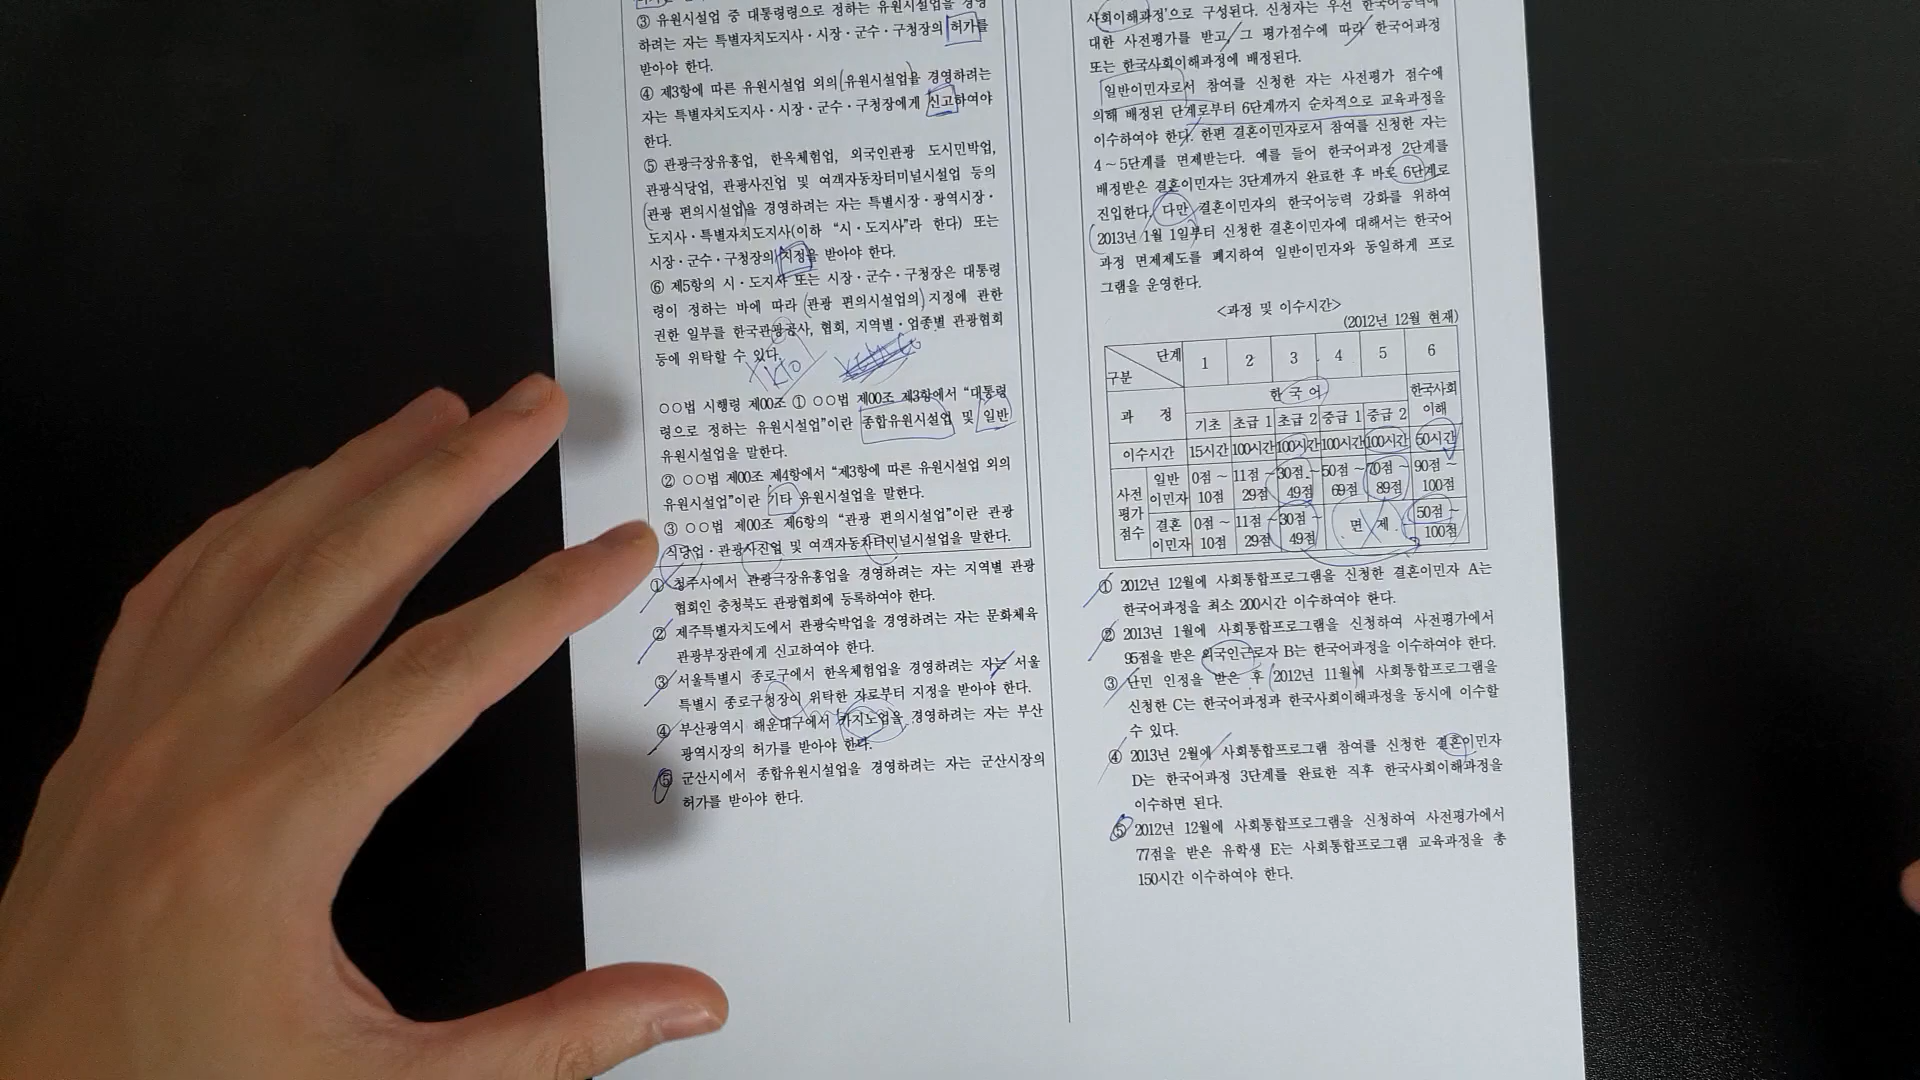 ③ 유원시설업 중 대통령령으로 정하는 유원시설업을 경영
하려는 자는 특별자치도지사·시장·군수·구청장의 허가를
받아야 한다.
④ 제3항에 따른 유원시설업 외의 유원시설업을 경영하려는
자는 특별자치도지사·시장·군수·구청장에게 신고하여야
한다.
⑤ 관광극장유흥업, 한옥체험업, 외국인관광 도시민박업,
관광식당업, 관광사진업 및 여객자동차터미널시설업 등의
관광 편의시설업을 경영하려는 자는 특별시장·광역시장·
도지사·특별자치도지사(이하 “시·도지사”라 한다) 또는
시장·군수·구청장의 지정을 받아야 한다.
⑥ 제5항의 시·도지사 또는 시장·군수·구청장은 대통령
령이 정하는 바에 따라 관광 편의시설업의 지정에 관한
권한 일부를 한국관광공사, 협회, 지역별·업종별 관광협회
등에 위탁할 수 있다.
KTO
○○법 시행령 제00조 ① ○○법 제00조 제3항에서 “대통령
령으로 정하는 유원시설업”이란 종합유원시설업 및 일반
유원시설업을 말한다.
② ○○법 제00조 제4항에서 “제3항에 따른 유원시설업 외의
유원시설업”이란 기타 유원시설업을 말한다.
③ ○○법 제00조 제6항의 “관광 편의시설업”이란 관광
식당업·관광사진업 및 여객자동차터미널시설업을 말한다.
① 청주시에서 관광극장유흥업을 경영하려는 자는 지역별 관광
협회인 충청북도 관광협회에 등록하여야 한다.
② 제주특별자치도에서 관광숙박업을 경영하려는 자는 문화체육
관광부장관에게 신고하여야 한다.
③ 서울특별시 종로구에서 한옥체험업을 경영하려는 자는 서울
특별시 종로구청장이 위탁한 자로부터 지정을 받아야 한다.
④ 부산광역시 해운대구에서 카지노업을 경영하려는 자는 부산
광역시장의 허가를 받아야 한다.
⑤ 군산시에서 종합유원시설업을 경영하려는 자는 군산시장의
허가를 받아야 한다.
사회이해과정’으로 구성된다. 신청자는 우선 한국어능력에
대한 사전평가를 받고, 그 평가점수에 따라 한국어과정
또는 한국사회이해과정에 배정된다.
일반이민자로서 참여를 신청한 자는 사전평가 점수에
의해 배정된 단계로부터 6단계까지 순차적으로 교육과정을
이수하여야 한다. 한편 결혼이민자로서 참여를 신청한 자는
4～5단계를 면제받는다. 예를 들어 한국어과정 2단계를
배정받은 결혼이민자는 3단계까지 완료한 후 바로 6단계로
진입한다. 다만 결혼이민자의 한국어능력 강화를 위하여
2013년 1월 1일부터 신청한 결혼이민자에 대해서는 한국어
과정 면제제도를 폐지하여 일반이민자와 동일하게 프로
그램을 운영한다.
<과정 및 이수시간>
(2012년 12월 현재)
단계 1 2 3 4 5 6
구분
과 정 한국어 한국사회 이해
기초 초급 1 초급 2 중급 1 중급 2
이수시간 15시간 100시간 100시간 100시간 100시간 50시간
사전 평가 점수
일반 이민자 0점～10점 11점～29점 30점～49점 50점～69점 70점～89점 90점～100점
결혼 이민자 0점～10점 11점～29점 30점～49점 면 제 50점～100점
① 2012년 12월에 사회통합프로그램을 신청한 결혼이민자 A는
한국어과정을 최소 200시간 이수하여야 한다.
② 2013년 1월에 사회통합프로그램을 신청하여 사전평가에서
95점을 받은 외국인근로자 B는 한국어과정을 이수하여야 한다.
③ 난민 인정을 받은 후 2012년 11월에 사회통합프로그램을
신청한 C는 한국어과정과 한국사회이해과정을 동시에 이수할
수 있다.
④ 2013년 2월에 사회통합프로그램 참여를 신청한 결혼이민자
D는 한국어과정 3단계를 완료한 직후 한국사회이해과정을
이수하면 된다.
⑤ 2012년 12월에 사회통합프로그램을 신청하여 사전평가에서
77점을 받은 유학생 E는 사회통합프로그램 교육과정을 총
150시간 이수하여야 한다.